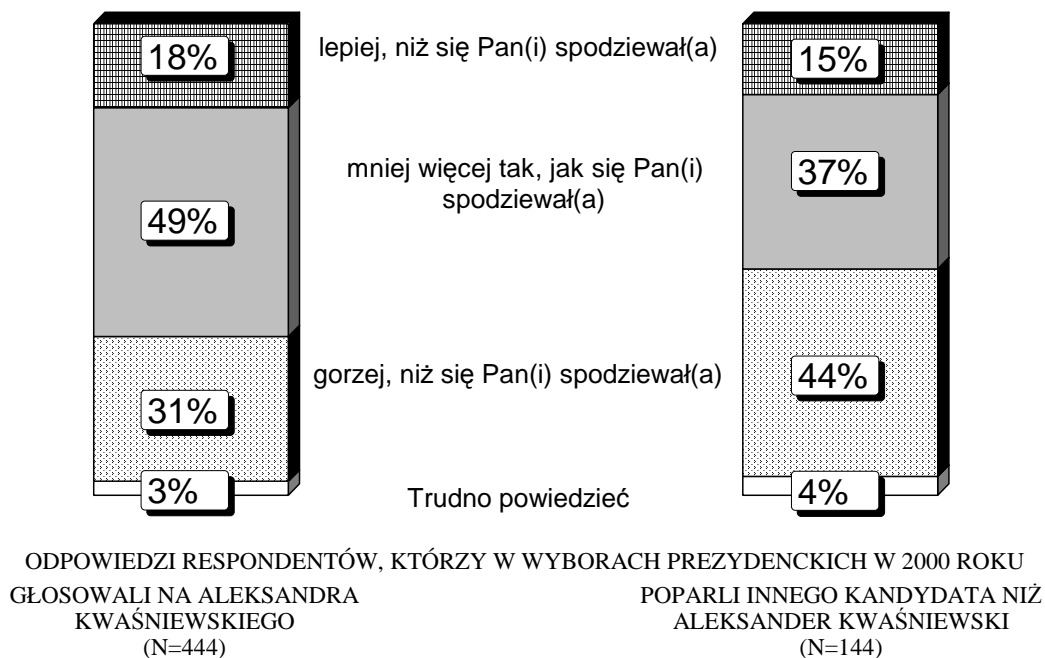 18%
lepiej, niż się Pan(i) spodziewał(a)
15%
mniej więcej tak, jak się Pan(i)
spodziewał(a)
49%
37%
gorzej, niż się Pan(i) spodziewał(a)
31%
44%
3%
Trudno powiedzieć
4%
ODPOWIEDZI RESPONDENTÓW, KTÓRZY W WYBORACH PREZYDENCKICH W 2000 ROKU
GŁOSOWALI NA ALEKSANDRA
KWAŚNIEWSKIEGO
(N=444)
POPARLI INNEGO KANDYDATA NIŻ
ALEKSANDER KWAŚNIEWSKI
(N=144)